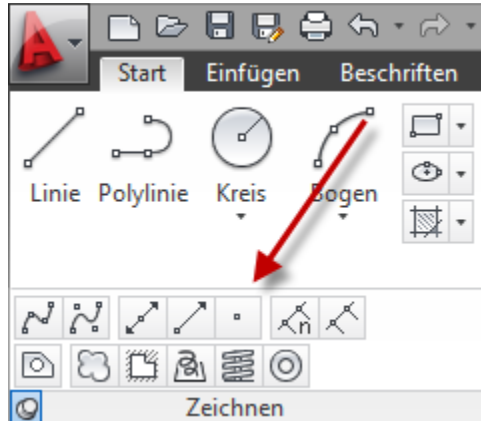 Start Einfügen Beschriften
Linie Polylinie Kreis Bogen
n
Zeichnen